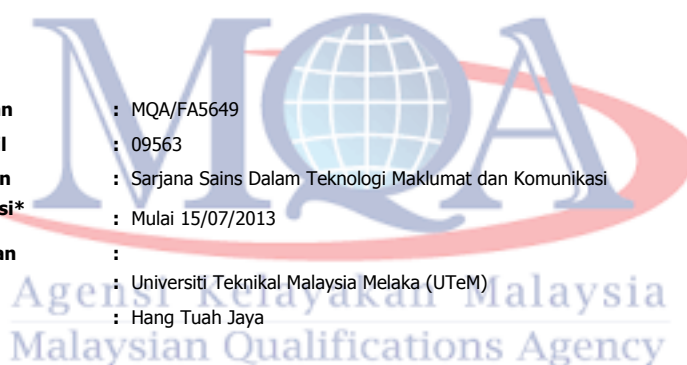 MQA
an : MQA/FA5649
l : 09563
n : Sarjana Sains Dalam Teknologi Maklumat dan Komunikasi
si*
: Mulai 15/07/2013
an :
: Universiti Teknikal Malaysia Melaka (UTeM)
Agensi Kelayakan Malaysia
: Hang Tuah Jaya
Malaysian Qualifications Agency